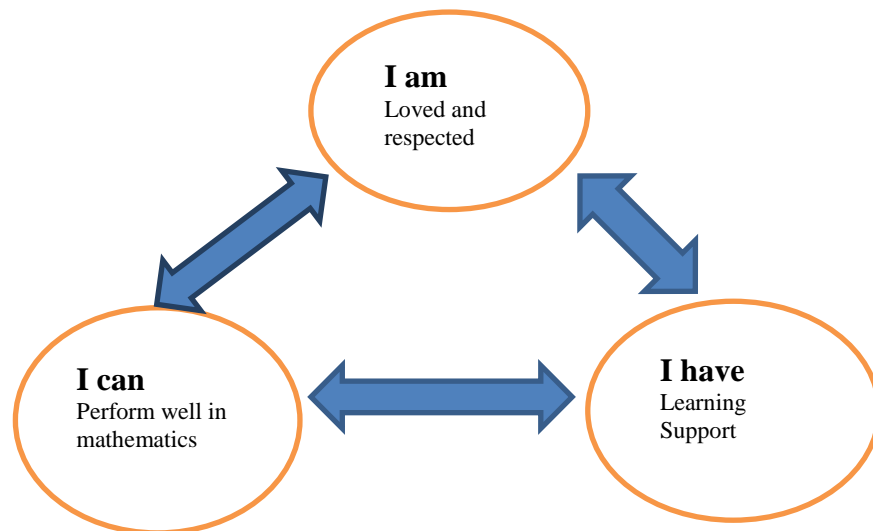 I am
Loved and
respected
I can
Perform well in
mathematics
I have
Learning
Support